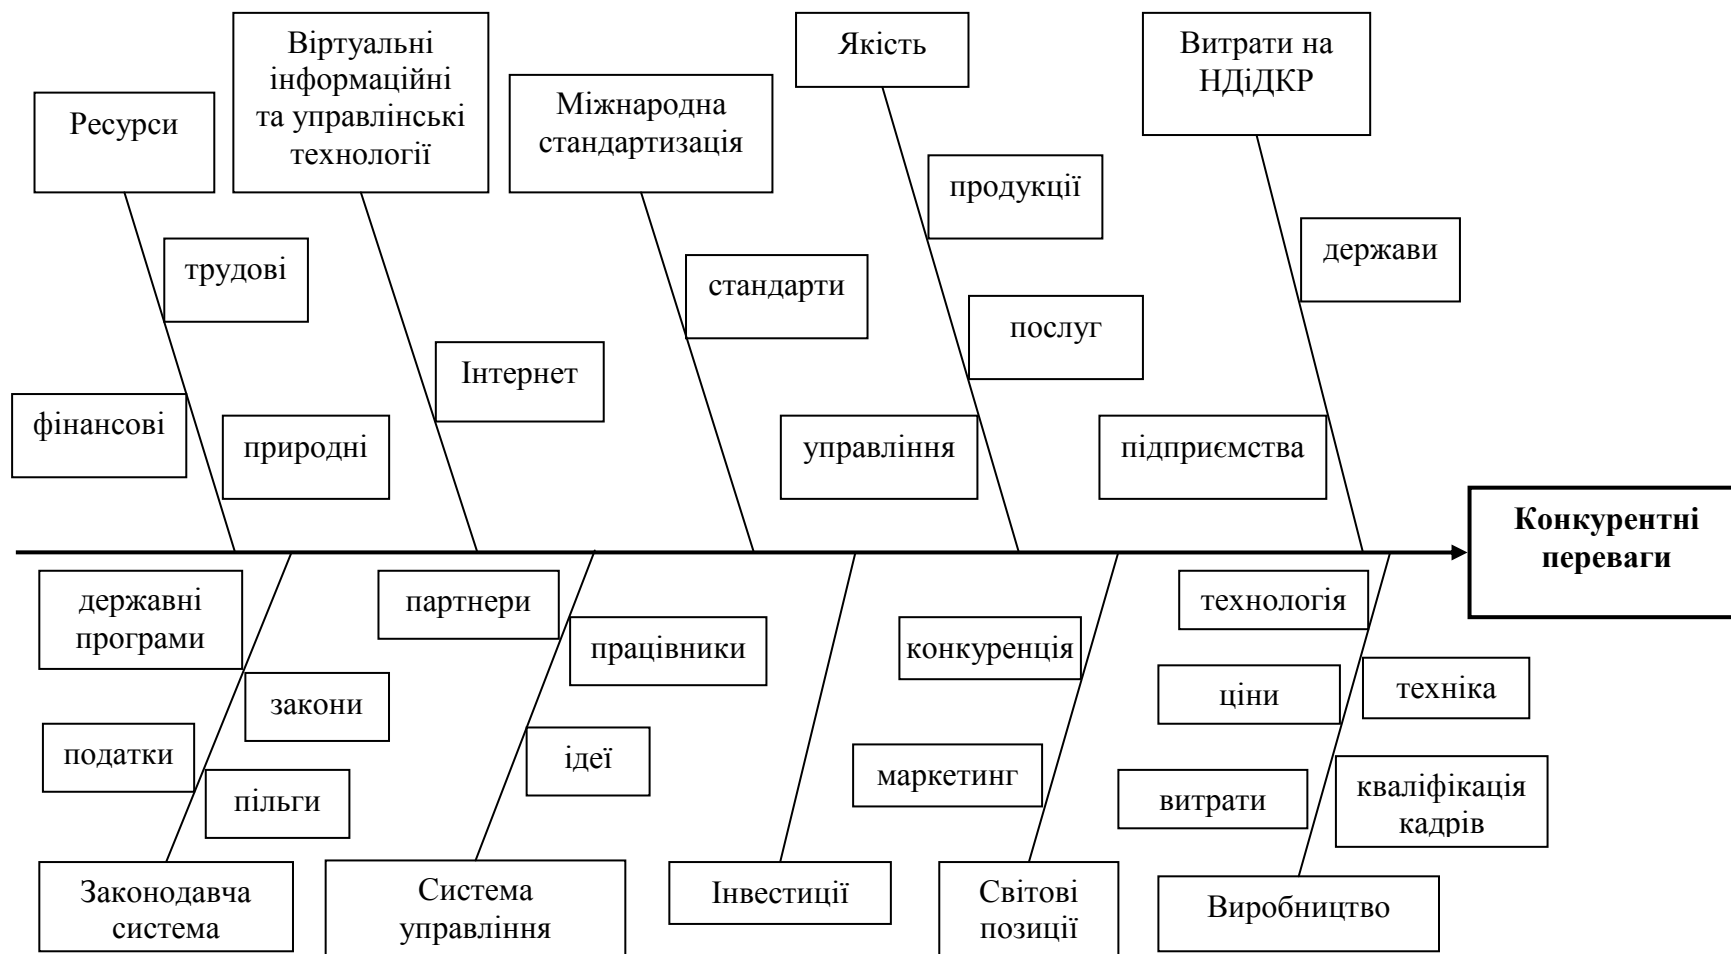 Ресурси
Віртуальні
інформаційні
та управлінські
технології
Міжнародна
стандартизація
Якість
Витрати на
НДіДКР
продукції
трудові
стандарти
держави
послуг
Інтернет
фінансові
природні
управління
підприємства
Конкурентні
переваги
державні
програми
партнери
працівники
конкуренція
технологія
закони
ціни
техніка
податки
ідеї
маркетинг
пільги
витрати
кваліфікація
кадрів
Законодавча
система
Система
управління
Інвестиції
Світові
позиції
Виробництво